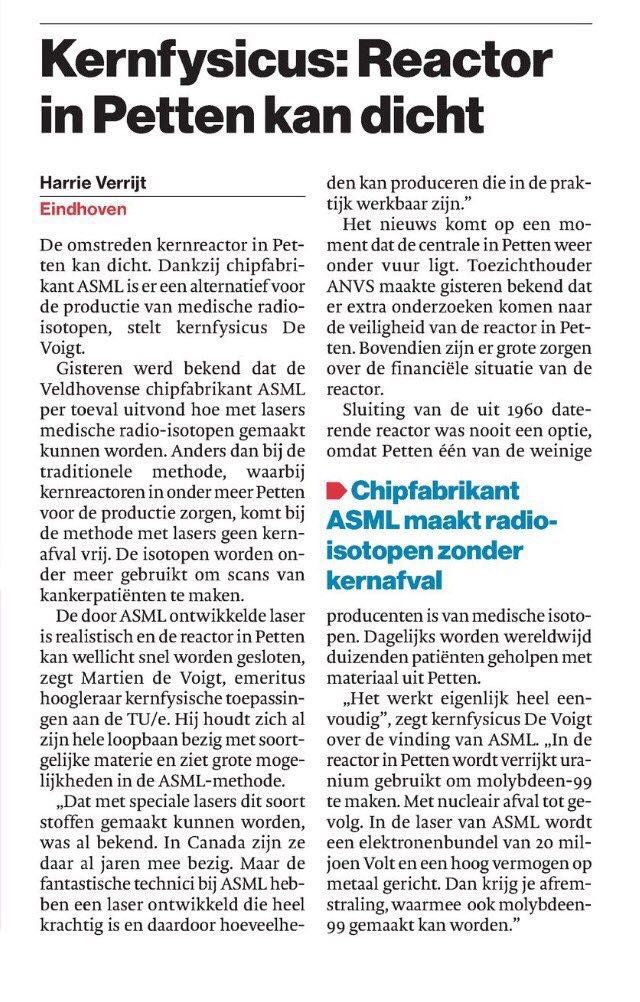 Kernfysicus: Reactor
in Petten kan dicht
Harrie Verrijt
Eindhoven
De omstreden kernreactor in Pet-
ten kan dicht. Dankzij chipfabri-
kant ASML is er een alternatief voor
de productie van medische radio-
isotopen, stelt kernfysicus De
Voigt.
Gisteren werd bekend dat de
Veldhovense chipfabrikant ASML
per toeval uitvond hoe met lasers
medische radio-isotopen gemaakt
kunnen worden. Anders dan bij de
traditionele methode, waarbij
kernreactoren in onder meer Petten
voor de productie zorgen, komt bij
de methode met lasers geen kern-
afval vrij. De isotopen worden on-
der meer gebruikt om scans van
kankerpatiënten te maken.
De door ASML ontwikkelde laser
is realistisch en de reactor in Petten
kan wellicht snel worden gesloten,
zegt Martien de Voigt, emeritus
hoogleraar kernfysische toepassin-
gen aan de TU/e. Hij houdt zich al
zijn hele loopbaan bezig met soort-
gelijke materie en ziet grote moge-
lijkheden in de ASML-methode.
„Dat met speciale lasers dit soort
stoffen gemaakt kunnen worden,
was al bekend. In Canada zijn ze
daar al jaren mee bezig. Maar de
fantastische technici bij ASML heb-
ben een laser ontwikkeld die heel
krachtig is en daardoor hoeveelhe-
den kan produceren die in de prak-
tijk werkbaar zijn.”
Het nieuws komt op een mo-
ment dat de centrale in Petten weer
onder vuur ligt. Toezichthouder
ANVS maakte gisteren bekend dat
er extra onderzoeken komen naar
de veiligheid van de reactor in Pet-
ten. Bovendien zijn er grote zorgen
over de financiële situatie van de
reactor.
Sluiting van de uit 1960 date-
rende reactor was nooit een optie,
omdat Petten één van de weinige
Chipfabrikant
ASML maakt radio-
isotopen zonder
kernafval
producenten is van medische isoto-
pen. Dagelijks worden wereldwijd
duizenden patiënten geholpen met
materiaal uit Petten.
„Het werkt eigenlijk heel een-
voudig”, zegt kernfysicus De Voigt
over de vinding van ASML. „In de
reactor in Petten wordt verrijkt ura-
nium gebruikt om molybdeen-99
te maken. Met nucleair afval tot ge-
volg. In de laser van ASML wordt
een elektronenbundel van 20 mil-
joen Volt en een hoog vermogen op
metaal gericht. Dan krijg je afrem-
straling, waarmee ook molybdeen-
99 gemaakt kan worden.”